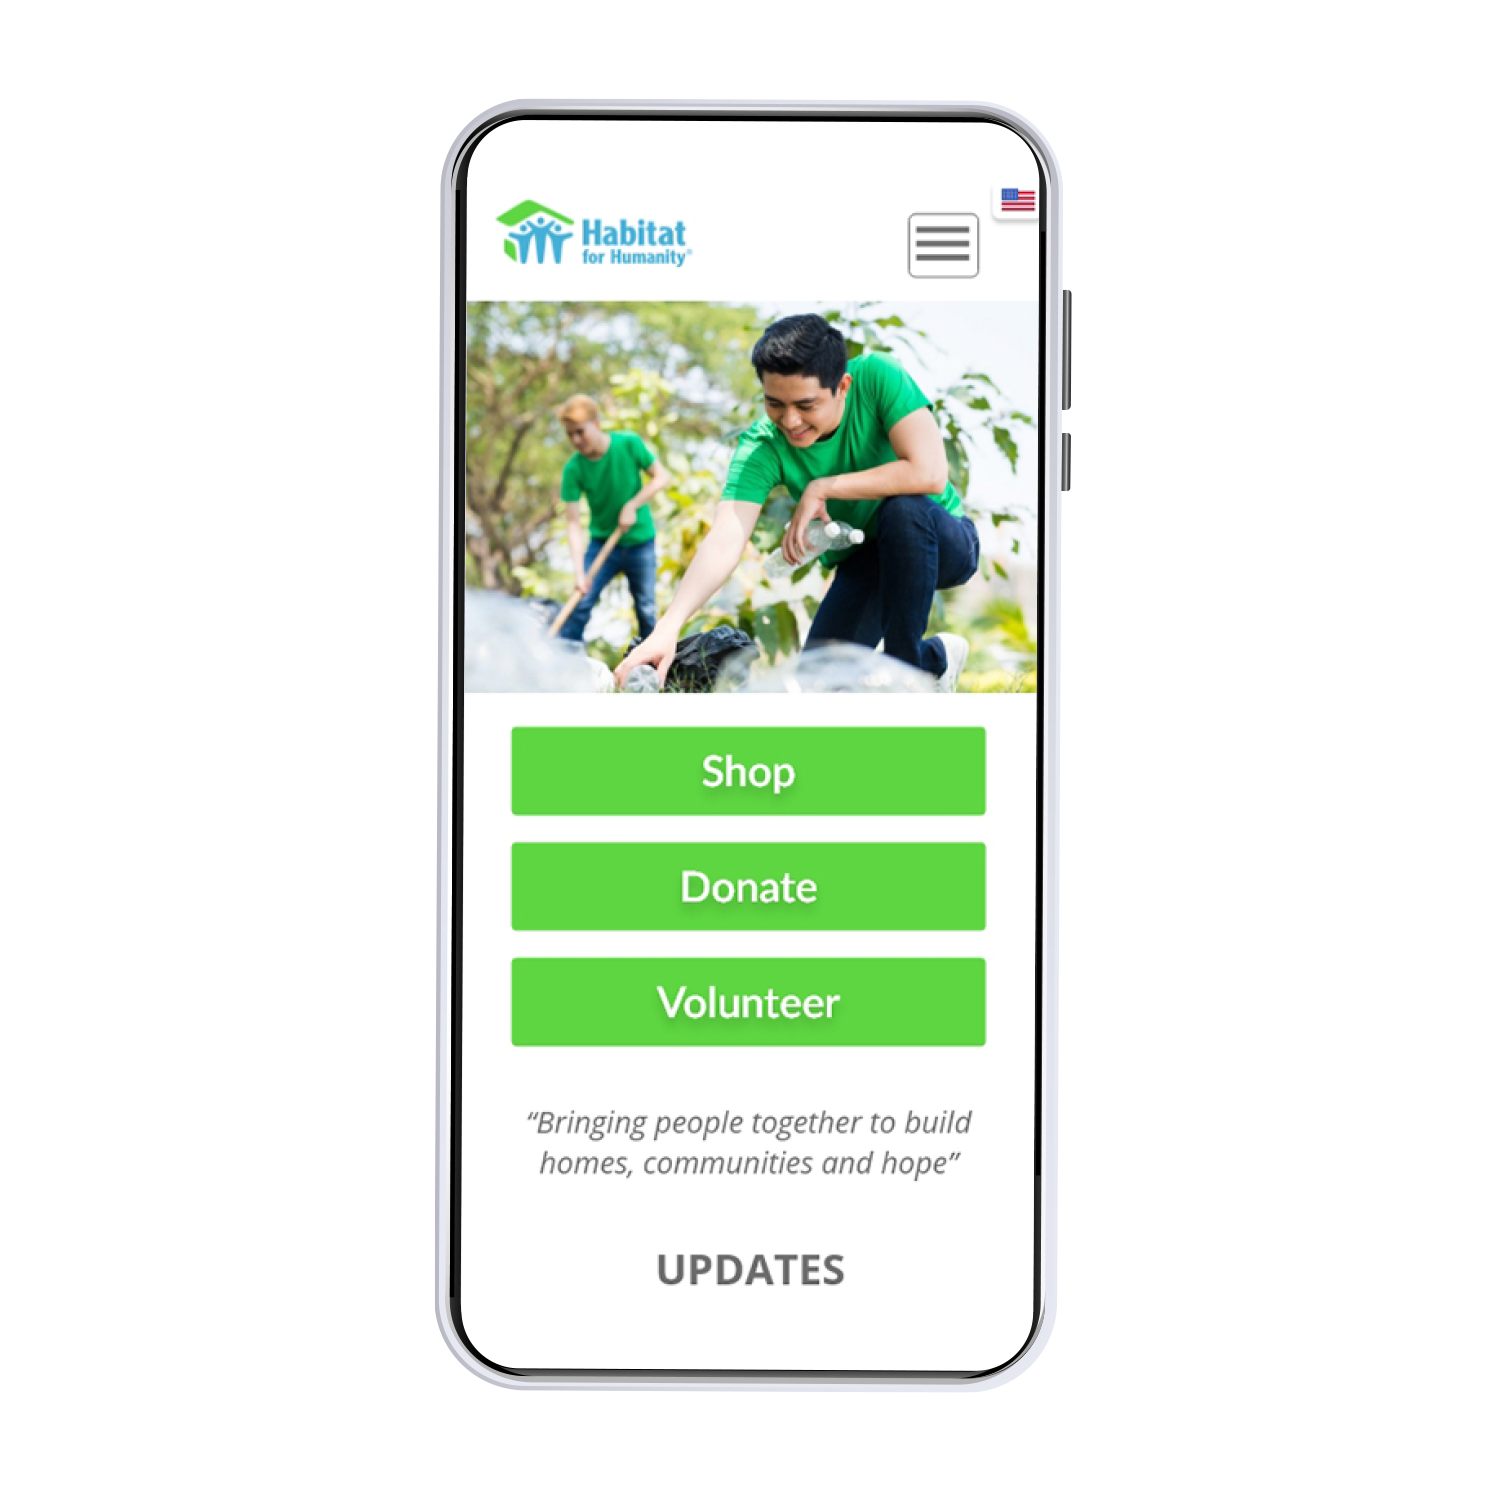 Habitat
for Humanity®
Shop
Donate
Volunteer
“Bringing people together to build
homes, communities and hope”
UPDATES